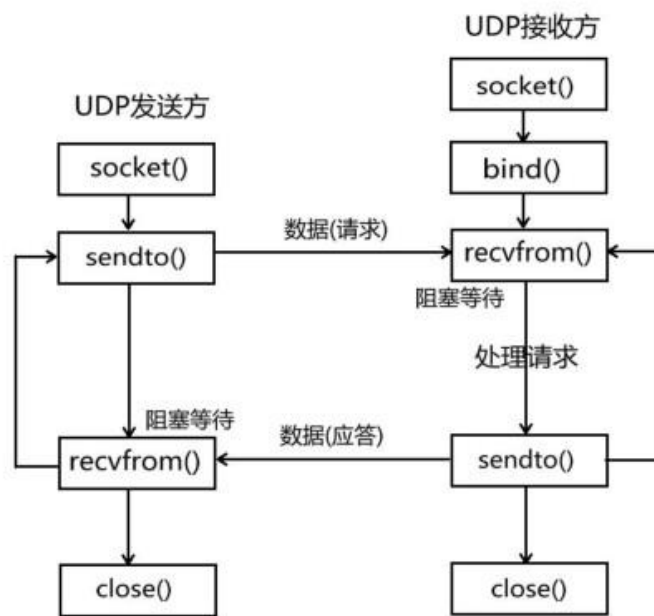 UDP接收方
socket()
UDP发送方
socket()
bind()
数据(请求)
sendto()
recvfrom()
阻塞等待
处理请求
阻塞等待
数据(应答)
recvfrom()
sendto()
close()
close()